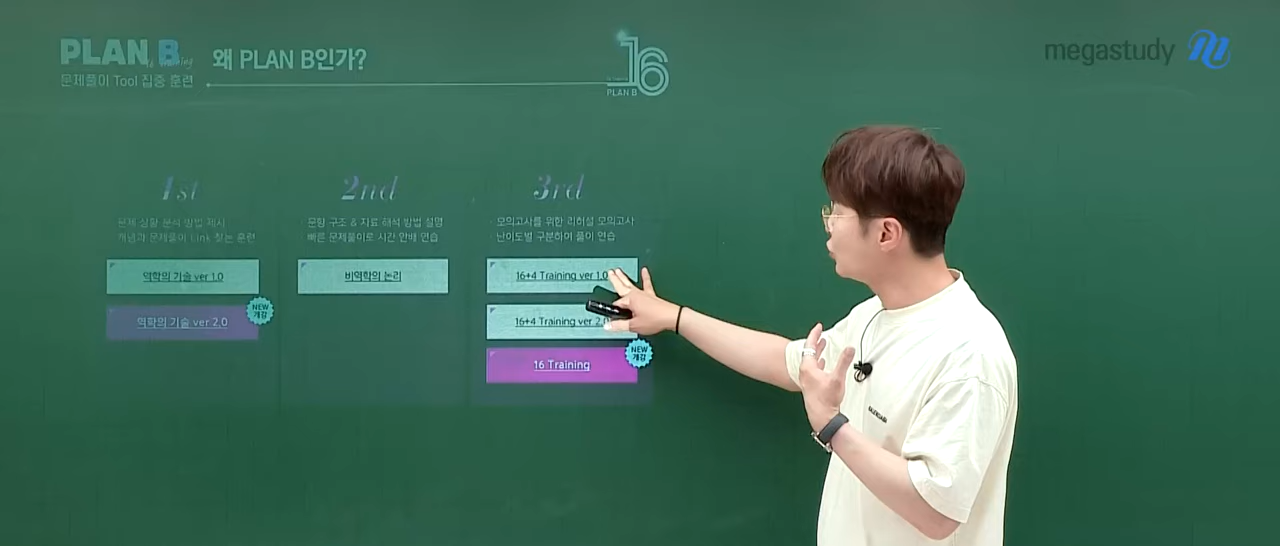 PLAN B
왜 PLAN B인가?
문제풀이 Tool 집중 훈련
16
PLAN B
megastudy
1st
문제 상황 분석 방법 제시
개념과 문제풀이 Link 찾는 훈련
역학의 기술 ver 1.0
역학의 기술 ver 2.0
NEW
개강
2nd
문항 구조 & 자료 해석 방법 설명
빠른 문제풀이로 시간 안배 연습
비역학의 논리
3rd
모의고사를 위한 리허설 모의고사
난이도별 구분하여 풀이 연습
16+4 Training ver 1.0
16+4 Training ver 2.0
16 Training
NEW
개강